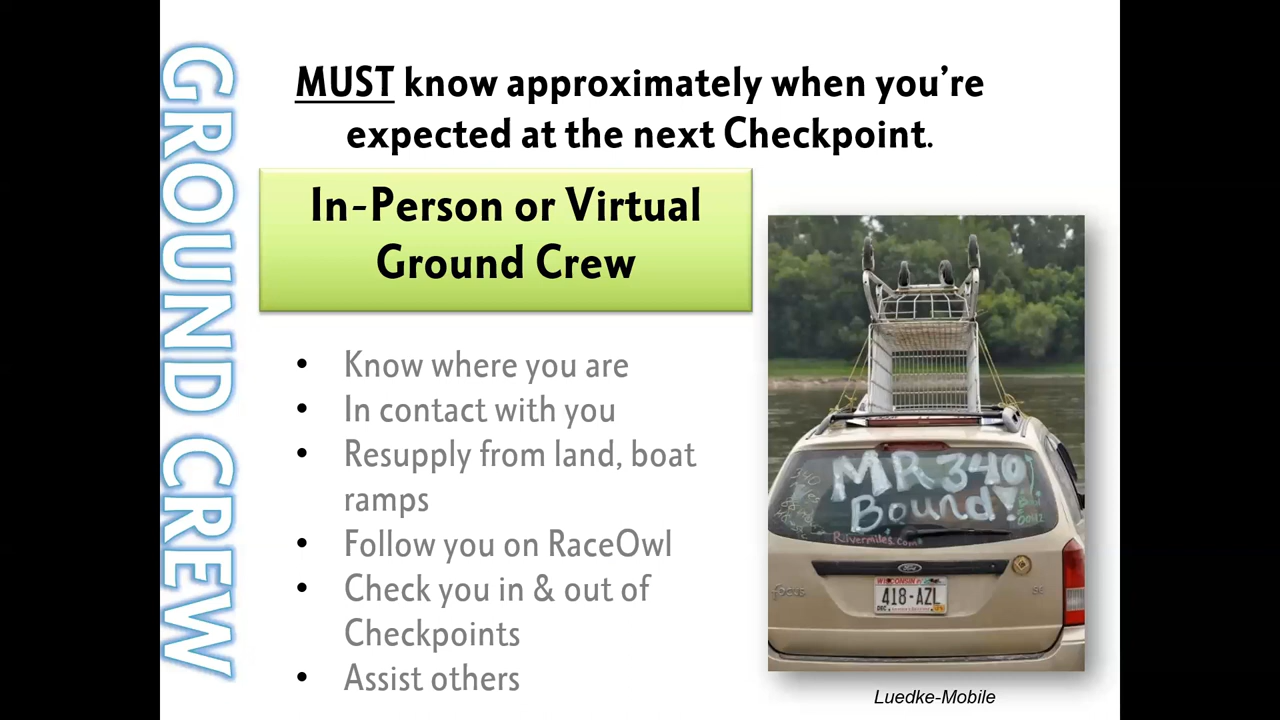 GROUND CREW
MUST know approximately when you're
expected at the next Checkpoint.
In-Person or Virtual
Ground Crew
• Know where you are
• In contact with you
• Resupply from land, boat
ramps
• Follow you on RaceOwl
• Check you in & out of
Checkpoints
• Assist others
MR 340
Bound!
Rivermiles.com
Ford
WISCONSIN
418-AZL
Focus
SE
Luedke-Mobile